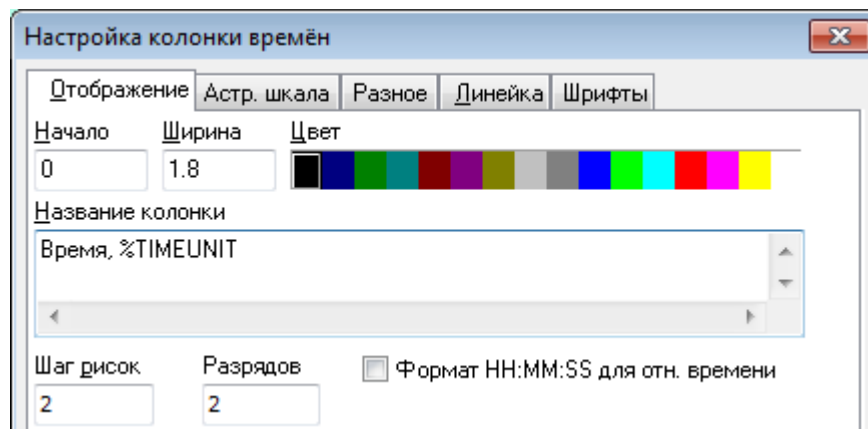 Настройка колонки времён
Отображение Астр. шкала Разное Линейка Шрифты
Начало Ширина Цвет
0 1.8
Название колонки
Время, %TIMEUNIT
Шаг рисок Разрядов Формат HH:MM:SS для отн. времени
2 2